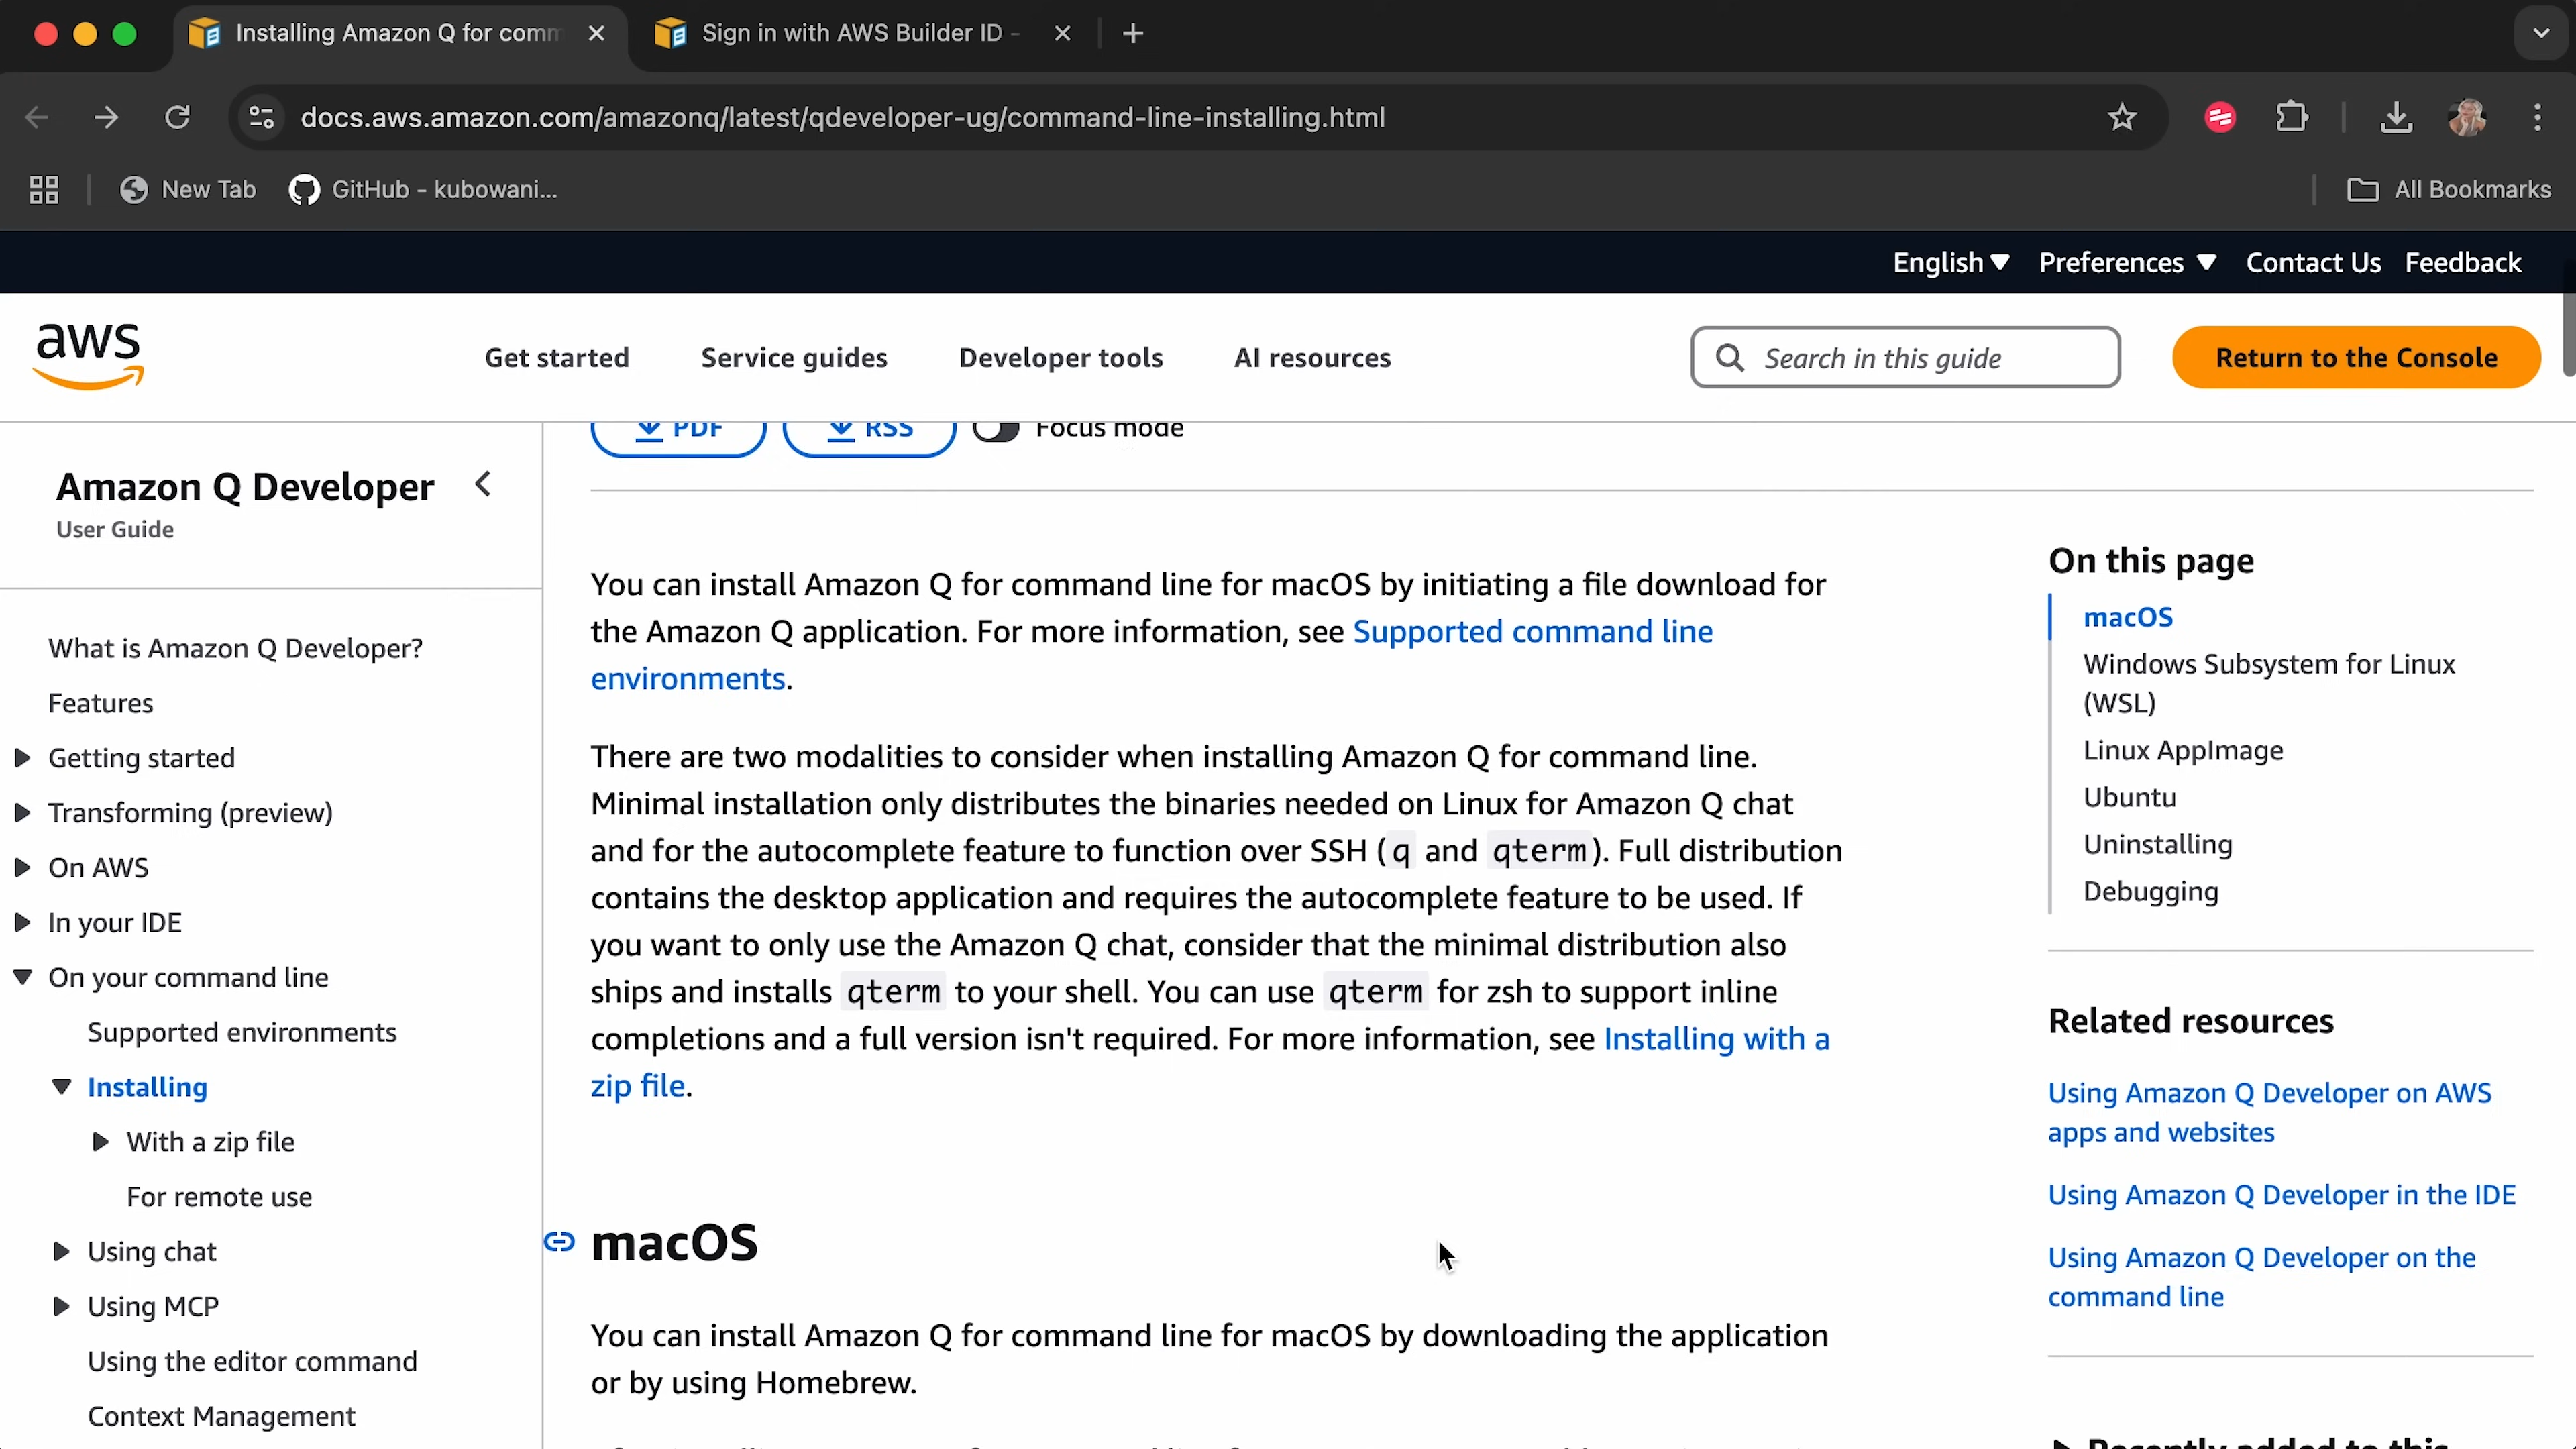 Installing Amazon Q for comm
Sign in with AWS Builder ID -
docs.aws.amazon.com/amazonq/latest/qdeveloper-ug/command-line-installing.html
New Tab
GitHub - kubowani...
All Bookmarks
English
Preferences
Contact Us
Feedback
aws
Get started
Service guides
Developer tools
AI resources
Search in this guide
Return to the Console
Amazon Q Developer
User Guide
What is Amazon Q Developer?
Features
Getting started
Transforming (preview)
On AWS
In your IDE
On your command line
Supported environments
Installing
With a zip file
For remote use
Using chat
Using MCP
Using the editor command
Context Management
PDF
RSS
Focus mode
You can install Amazon Q for command line for macOS by initiating a file download for
the Amazon Q application. For more information, see Supported command line
environments.
There are two modalities to consider when installing Amazon Q for command line.
Minimal installation only distributes the binaries needed on Linux for Amazon Q chat
and for the autocomplete feature to function over SSH (q and qterm). Full distribution
contains the desktop application and requires the autocomplete feature to be used. If
you want to only use the Amazon Q chat, consider that the minimal distribution also
ships and installs qterm to your shell. You can use qterm for zsh to support inline
completions and a full version isn't required. For more information, see Installing with a
zip file.
macOS
You can install Amazon Q for command line for macOS by downloading the application
or by using Homebrew.
On this page
macOS
Windows Subsystem for Linux
(WSL)
Linux AppImage
Ubuntu
Uninstalling
Debugging
Related resources
Using Amazon Q Developer on AWS
apps and websites
Using Amazon Q Developer in the IDE
Using Amazon Q Developer on the
command line
Recently added to this